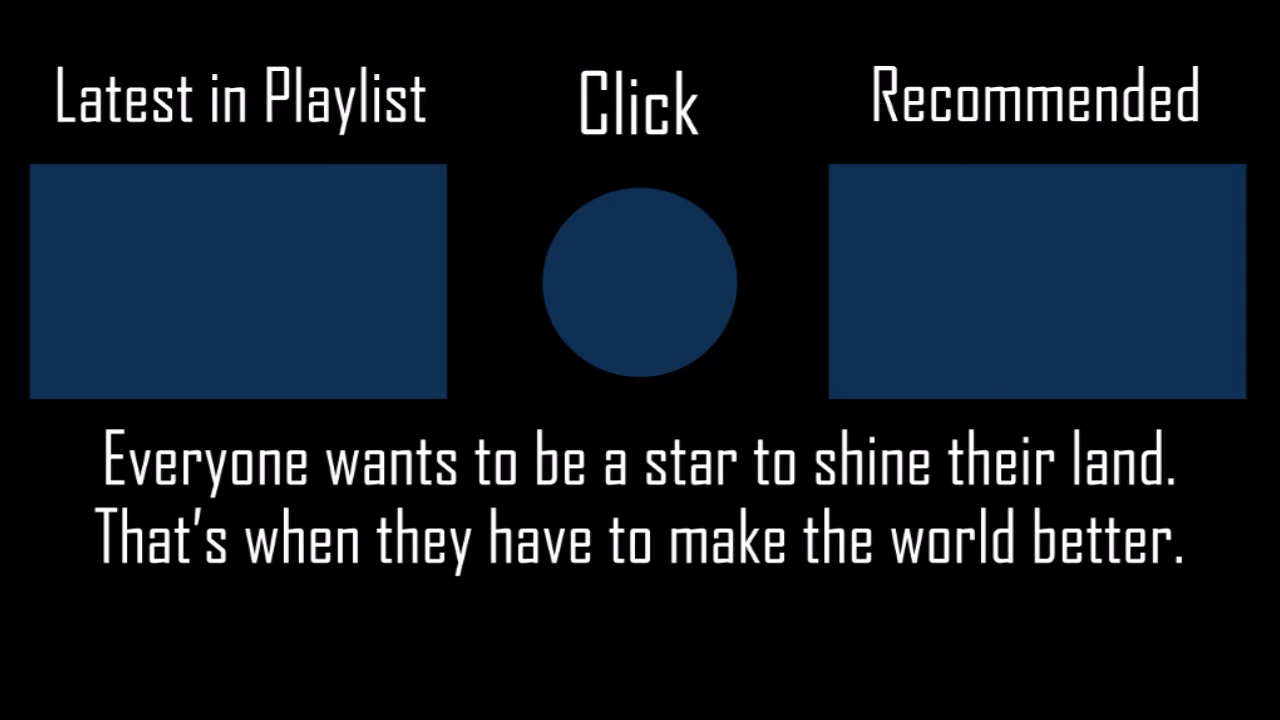 Latest in Playlist
Click
Recommended
Everyone wants to be a star to shine their land.
That's when they have to make the world better.